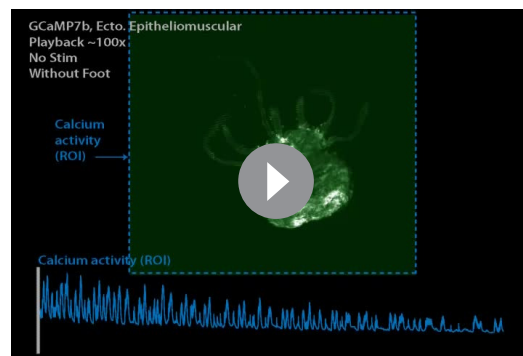 GCaMP7b, Ecto. Epitheliomuscular
Playback ~100x
No Stim
Without Foot
Calcium
activity
(ROI)
Calcium activity (ROI)